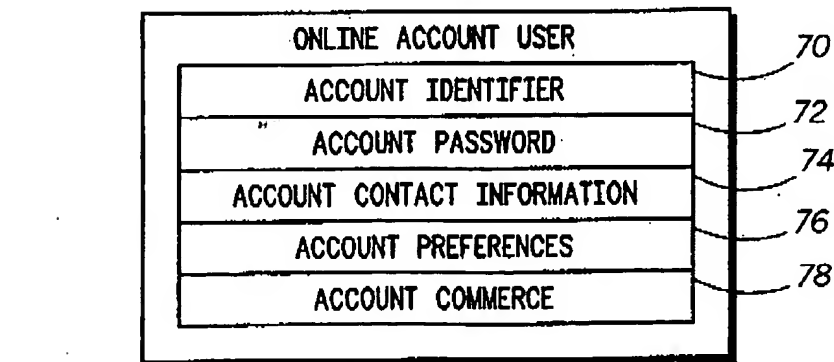 ONLINE ACCOUNT USER
ACCOUNT IDENTIFIER 70
ACCOUNT PASSWORD 72
ACCOUNT CONTACT INFORMATION 74
ACCOUNT PREFERENCES 76
ACCOUNT COMMERCE 78